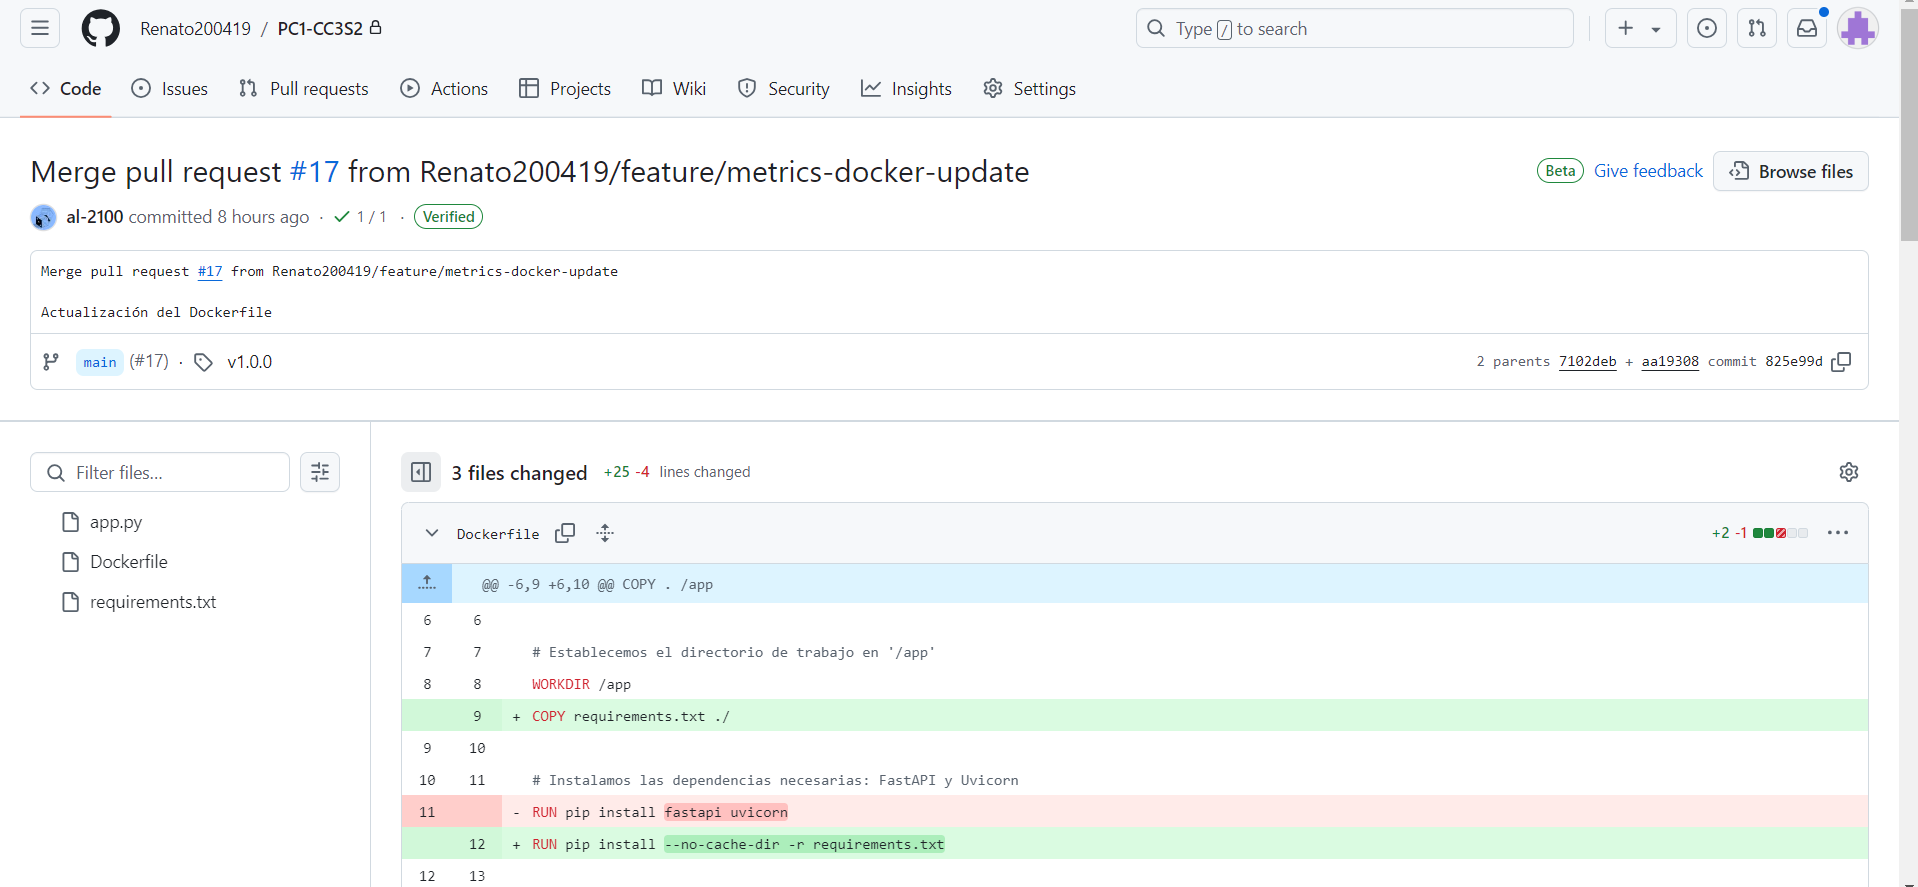 Renato200419 / PC1-CC3S2
Type / to search
Code Issues Pull requests Actions Projects Wiki Security Insights Settings
Merge pull request #17 from Renato200419/feature/metrics-docker-update
Beta Give feedback Browse files
al-2100 committed 8 hours ago · 1 / 1 · Verified
Merge pull request #17 from Renato200419/feature/metrics-docker-update
Actualización del Dockerfile
main (#17) · v1.0.0
2 parents 7102deb + aa19308 commit 825e99d
Filter files...
app.py
Dockerfile
requirements.txt
3 files changed +25 -4 lines changed
Dockerfile +2 -1
@@ -6,9 +6,10 @@ COPY . /app
6 6
7 7 # Establecemos el directorio de trabajo en '/app'
8 8 WORKDIR /app
9 + COPY requirements.txt ./
9 10
10 11 # Instalamos las dependencias necesarias: FastAPI y Uvicorn
11 - RUN pip install fastapi uvicorn
12 + RUN pip install --no-cache-dir -r requirements.txt
12 13